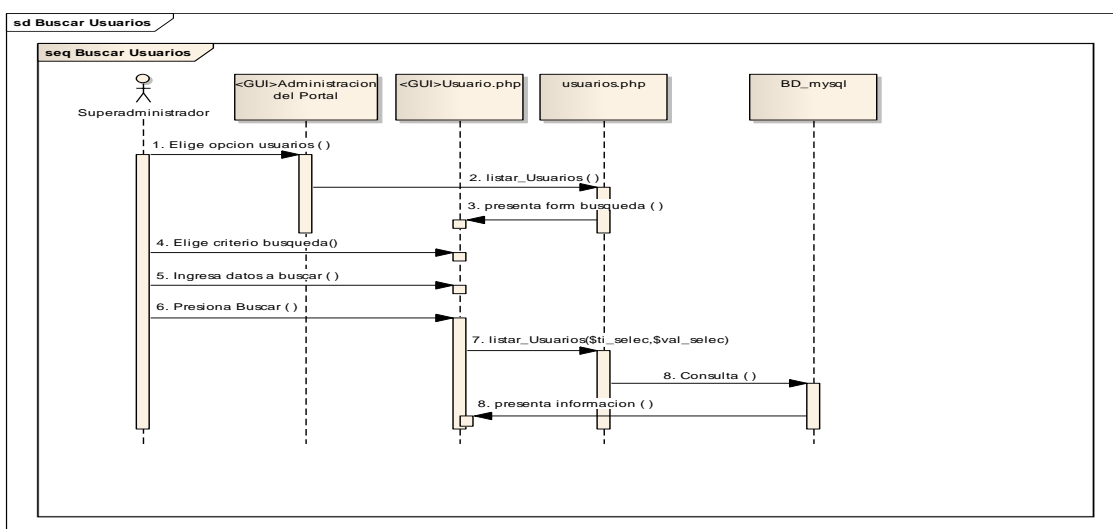 sd Buscar Usuarios
seq Buscar Usuarios
Superadministrador
<GUI>Administracion
del Portal
<GUI>Usuario.php
usuarios.php
BD_mysql
1. Elige opcion usuarios ( )
2. listar_Usuarios ( )
3. presenta form busqueda ( )
4. Elige criterio busqueda()
5. Ingresa datos a buscar ( )
6. Presiona Buscar ( )
7. listar_Usuarios($ti_selec,$val_selec)
8. Consulta ( )
8. presenta informacion ( )